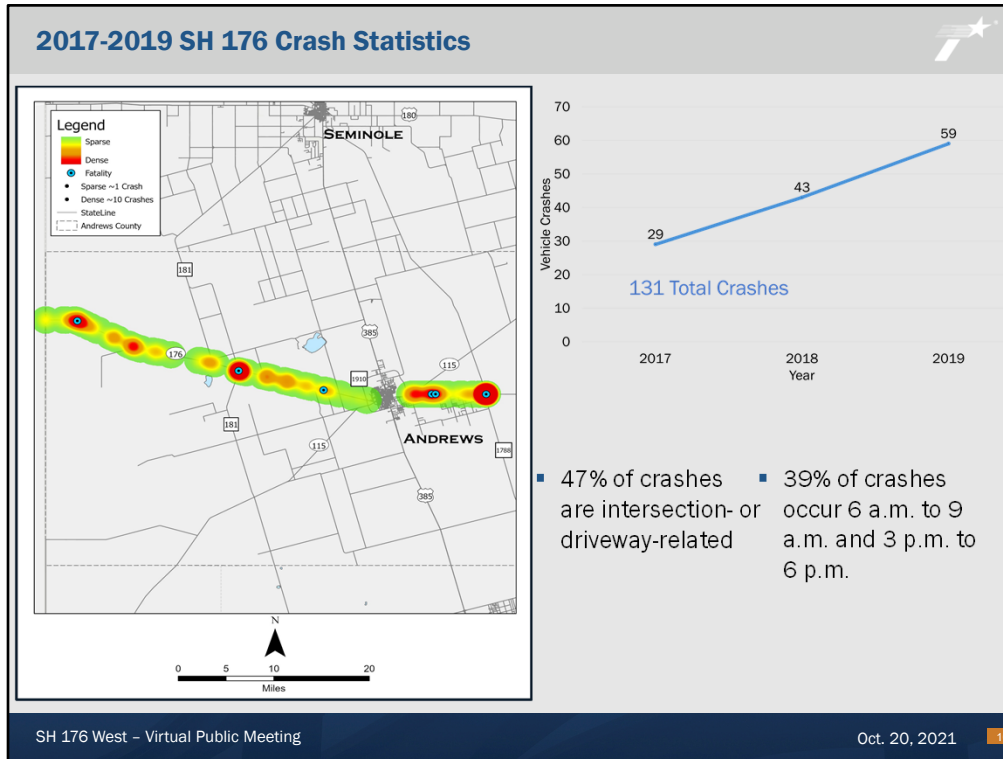 2017-2019 SH 176 Crash Statistics
Legend
Sparse
Dense
Fatality
Sparse ~1 Crash
Dense ~10 Crashes
StateLine
Andrews County
180
SEMINOLE
181
176
385
115
1910
181
ANDREWS
115
1788
385
N
0 5 10 20
Miles
70
60
50
40
30
20
10
0
Vehicle Crashes
29
43
59
131 Total Crashes
2017 2018 2019
Year
▪ 47% of crashes
are intersection- or
driveway-related
▪ 39% of crashes
occur 6 a.m. to 9
a.m. and 3 p.m. to
6 p.m.
SH 176 West – Virtual Public Meeting
Oct. 20, 2021
1